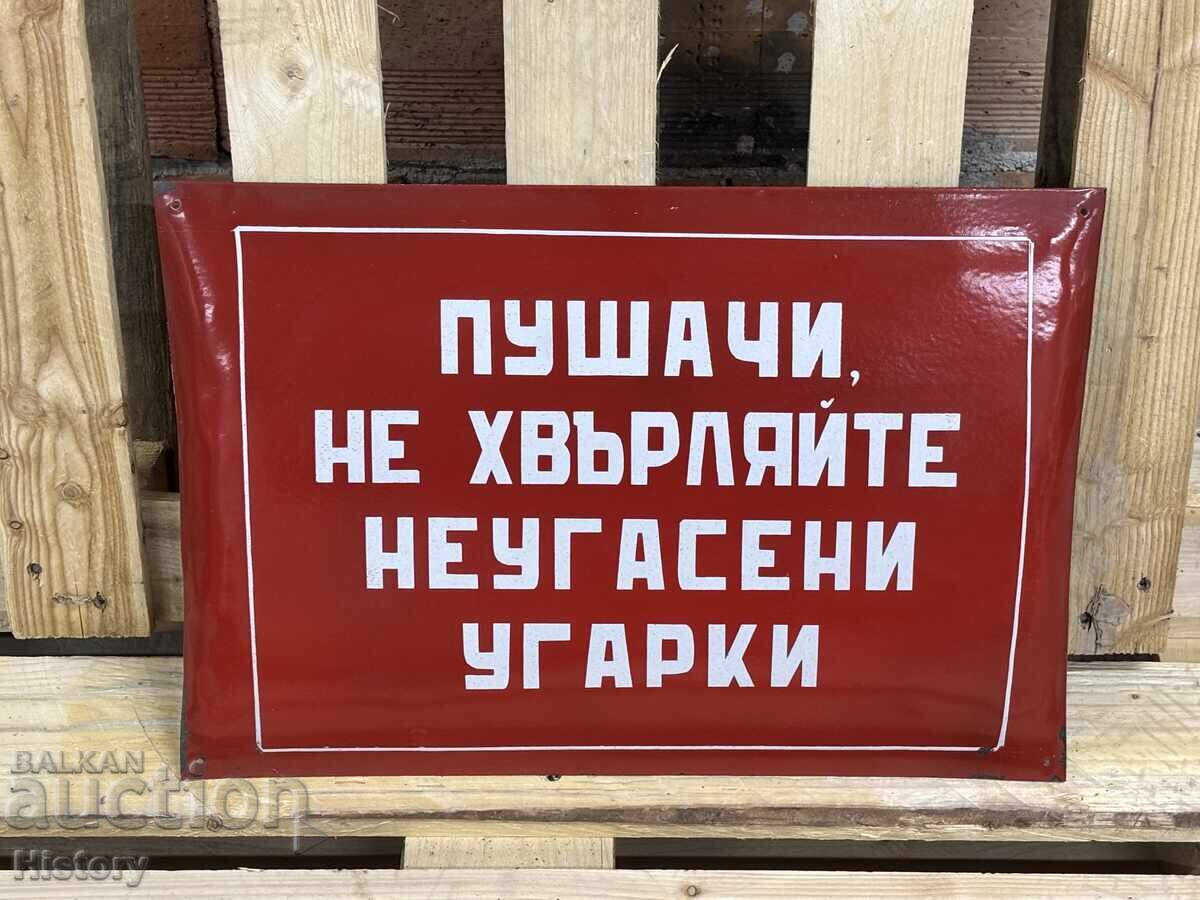 ПУШАЧИ,
НЕ ХВЪРЛЯЙТЕ
НЕУГАСЕНИ
УГАРКИ
BALKAN
auction
History